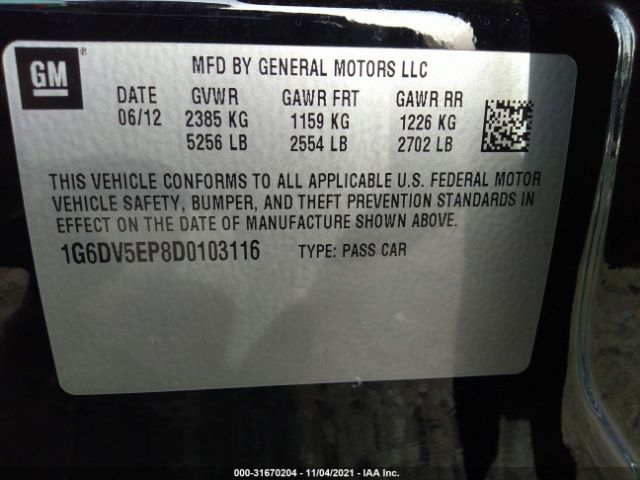 GM ®
MFD BY GENERAL MOTORS LLC
DATE GVWR GAWR FRT GAWR RR
06/12 2385 KG 1159 KG 1226 KG
5256 LB 2554 LB 2702 LB
THIS VEHICLE CONFORMS TO ALL APPLICABLE U.S. FEDERAL MOTOR
VEHICLE SAFETY, BUMPER, AND THEFT PREVENTION STANDARDS IN
EFFECT ON THE DATE OF MANUFACTURE SHOWN ABOVE.
1G6DV5EP8D0103116 TYPE: PASS CAR
000-31670204 - 11/04/2021 - IAA Inc.